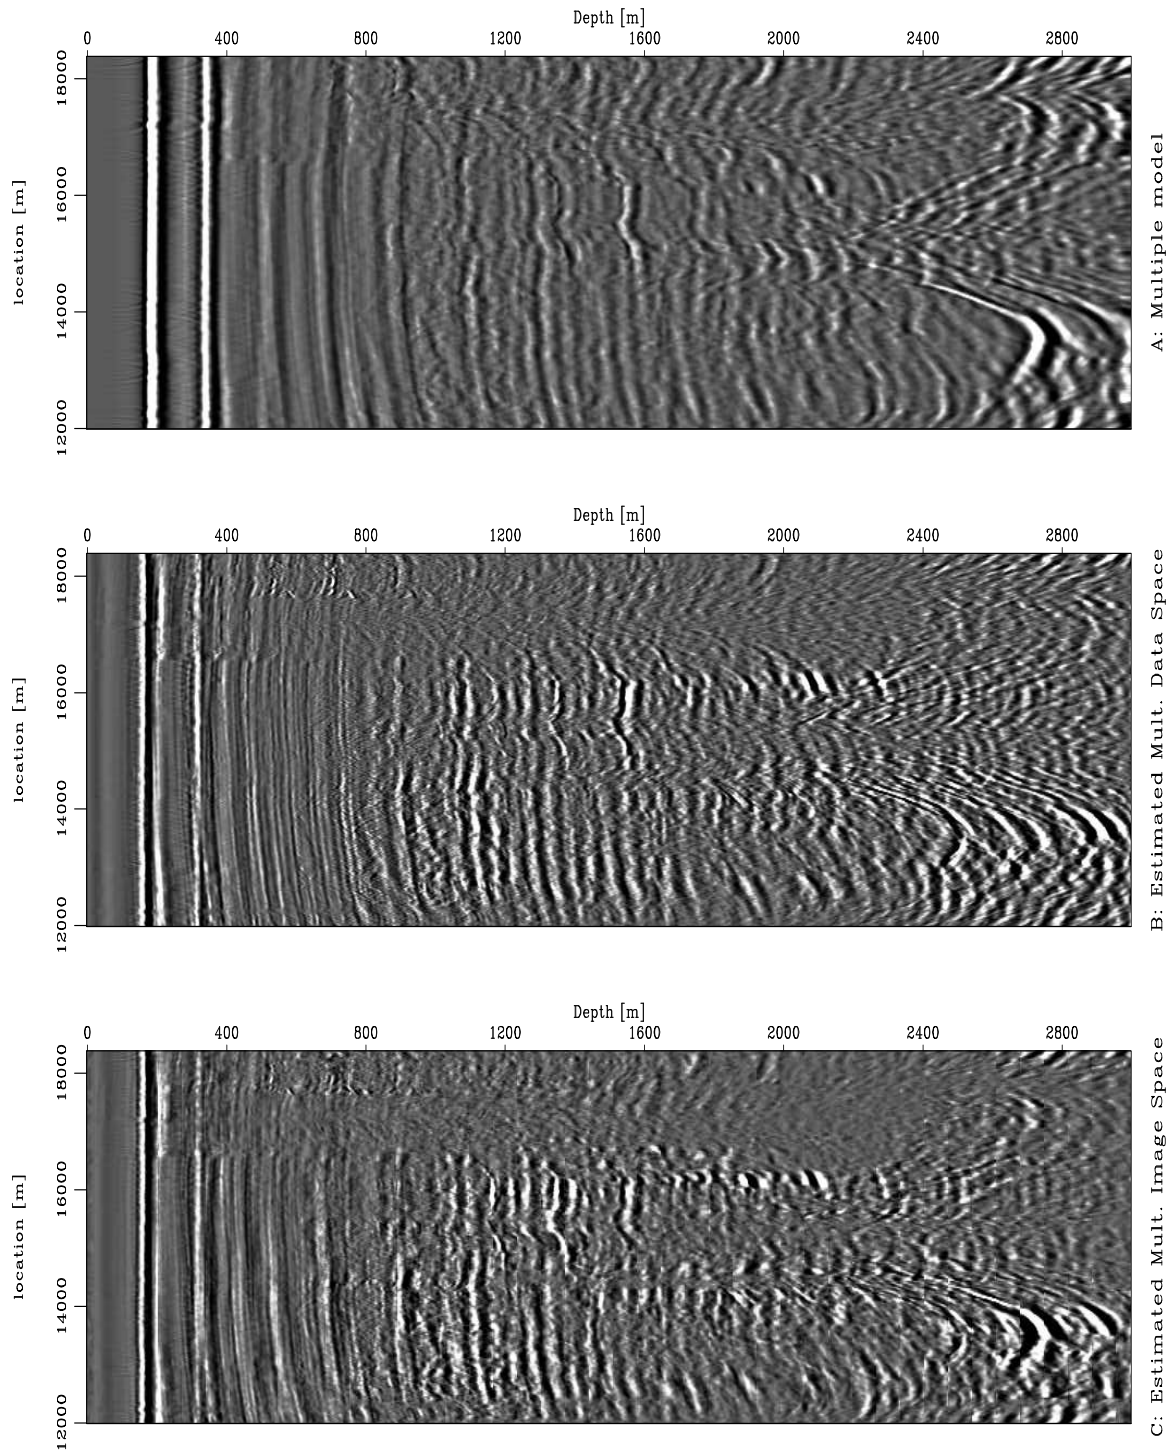 Depth [m]
0 400 800 1200 1600 2000 2400 2800
location [m]
18000
16000
14000
12000
A: Multiple model
Depth [m]
0 400 800 1200 1600 2000 2400 2800
location [m]
18000
16000
14000
12000
B: Estimated Mult. Data Space
Depth [m]
0 400 800 1200 1600 2000 2400 2800
location [m]
18000
16000
14000
12000
C: Estimated Mult. Image Space